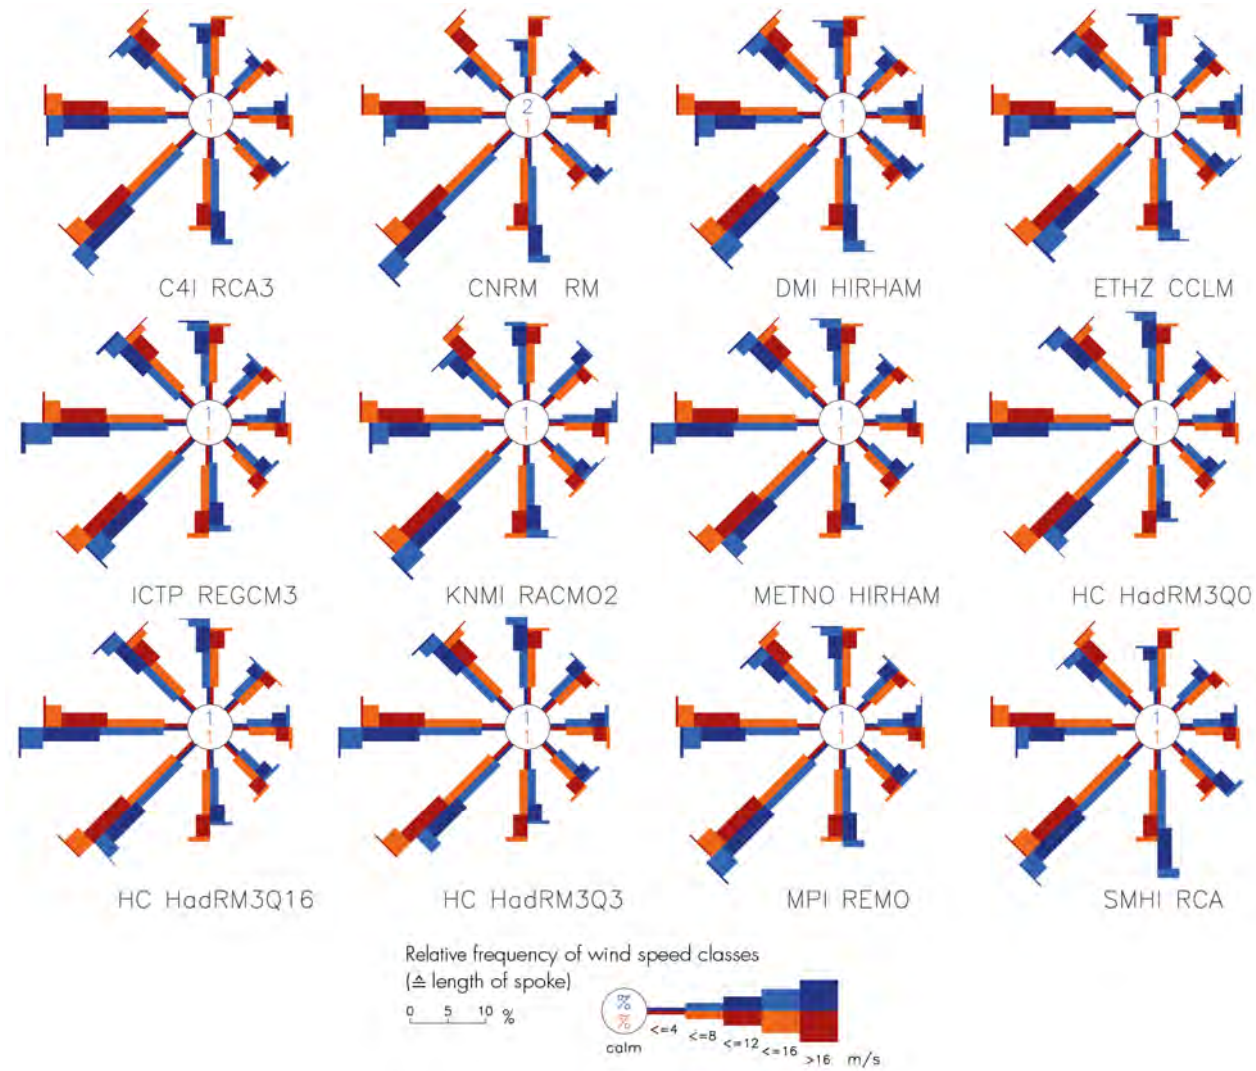 1
1
2
1
1
1
1
1
C4I RCA3
CNRM RM
DMI HIRHAM
ETHZ CCLM
1
1
1
1
1
1
1
1
ICTP REGCM3
KNMI RACMO2
METNO HIRHAM
HC HadRM3Q0
1
1
1
1
1
1
1
1
HC HadRM3Q16
HC HadRM3Q3
MPI REMO
SMHI RCA
Relative frequency of wind speed classes
(≙ length of spoke)
0 5 10 %
%
%
calm
<=4 <=8 <=12 <=16 >16 m/s